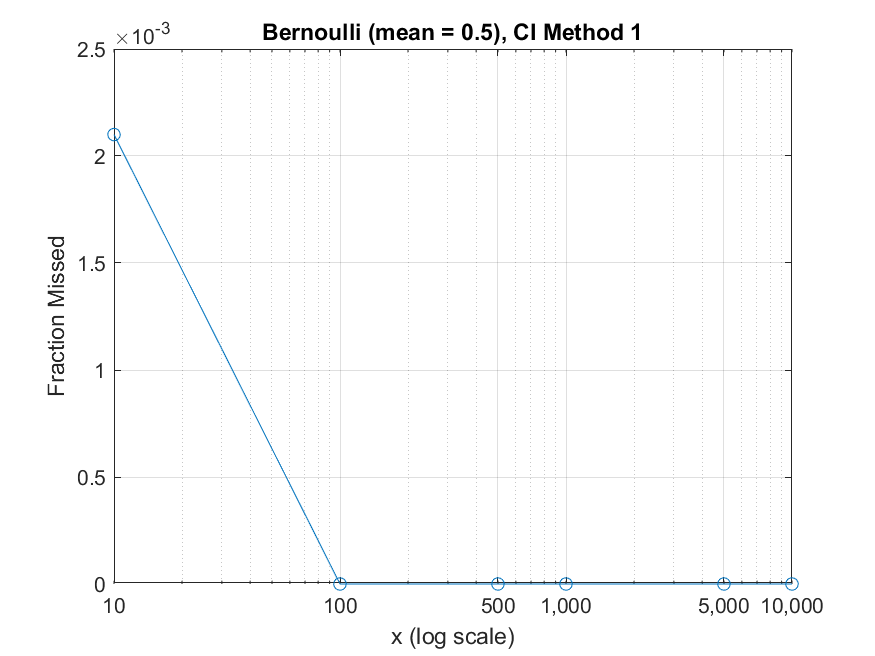 Bernoulli (mean = 0.5), CI Method 1
×10⁻³
2.5
2
1.5
1
0.5
0
Fraction Missed
10 100 500 1,000 5,000 10,000
x (log scale)